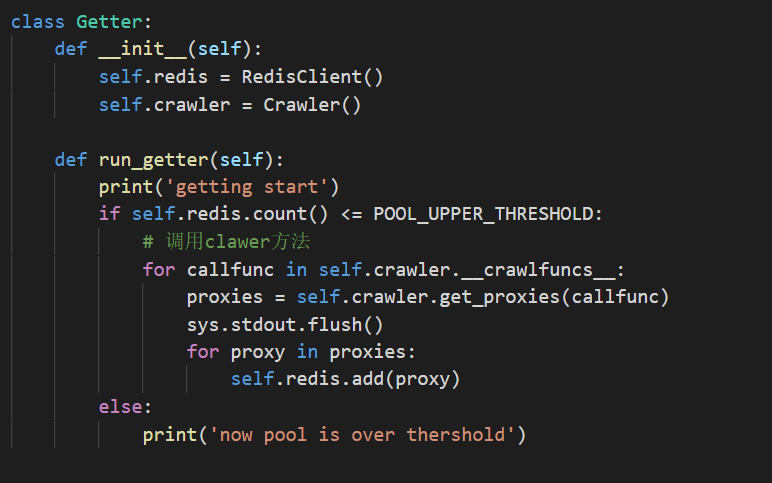 class Getter:
    def __init__(self):
        self.redis = RedisClient()
        self.crawler = Crawler()

    def run_getter(self):
        print('getting start')
        if self.redis.count() <= POOL_UPPER_THRESHOLD:
            # 调用clawer方法
            for callfunc in self.crawler.__crawlfuncs__:
                proxies = self.crawler.get_proxies(callfunc)
                sys.stdout.flush()
                for proxy in proxies:
                    self.redis.add(proxy)
        else:
            print('now pool is over thershold')